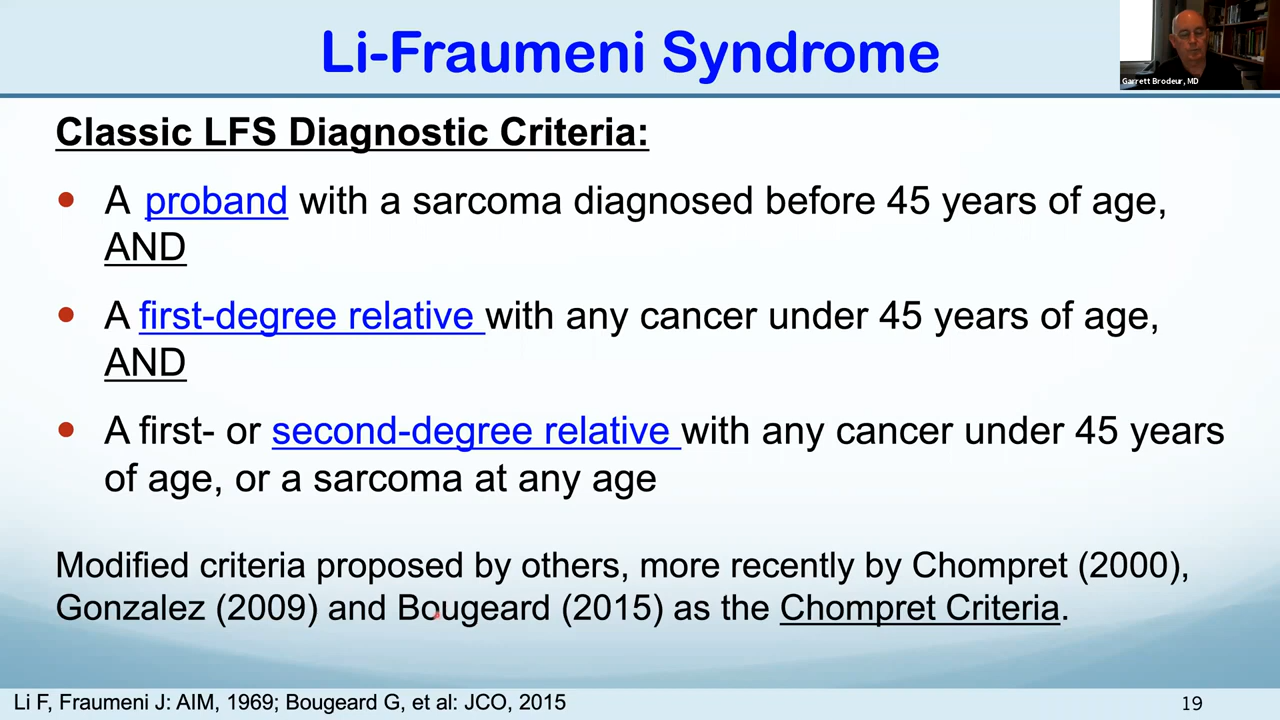 Li-Fraumeni Syndrome
Garrett Brodeur, MD
Classic LFS Diagnostic Criteria:
• A proband with a sarcoma diagnosed before 45 years of age,
AND
• A first-degree relative with any cancer under 45 years of age,
AND
• A first- or second-degree relative with any cancer under 45 years
of age, or a sarcoma at any age
Modified criteria proposed by others, more recently by Chompret (2000),
Gonzalez (2009) and Bougeard (2015) as the Chompret Criteria.
Li F, Fraumeni J: AIM, 1969; Bougeard G, et al: JCO, 2015
19